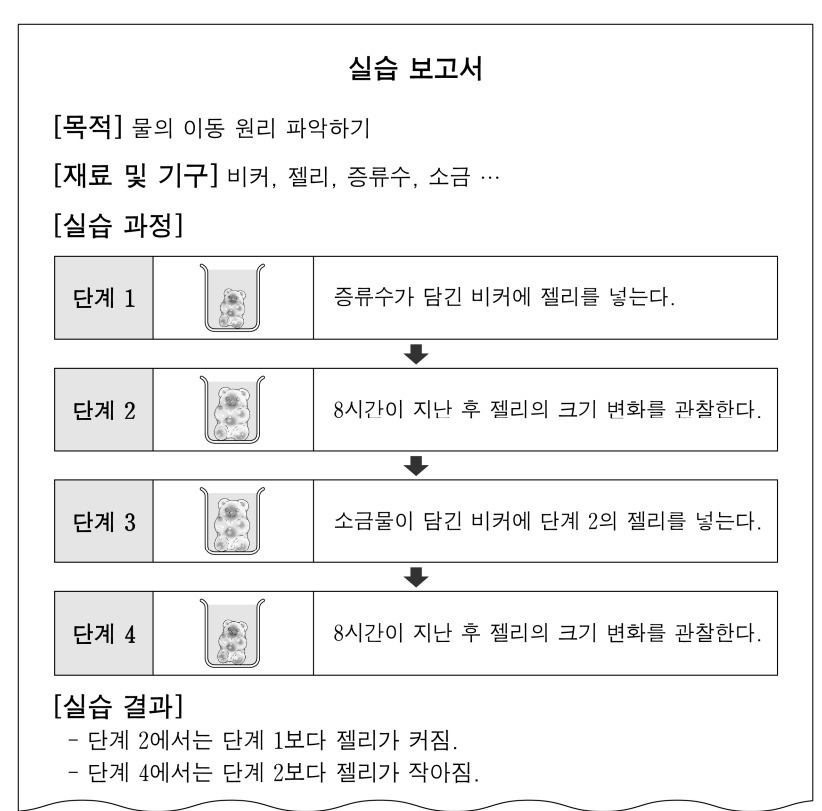 실습 보고서
[목적] 물의 이동 원리 파악하기
[재료 및 기구] 비커, 젤리, 증류수, 소금 …
[실습 과정]
단계 1 증류수가 담긴 비커에 젤리를 넣는다.
단계 2 8시간이 지난 후 젤리의 크기 변화를 관찰한다.
단계 3 소금물이 담긴 비커에 단계 2의 젤리를 넣는다.
단계 4 8시간이 지난 후 젤리의 크기 변화를 관찰한다.
[실습 결과]
- 단계 2에서는 단계 1보다 젤리가 커짐.
- 단계 4에서는 단계 2보다 젤리가 작아짐.